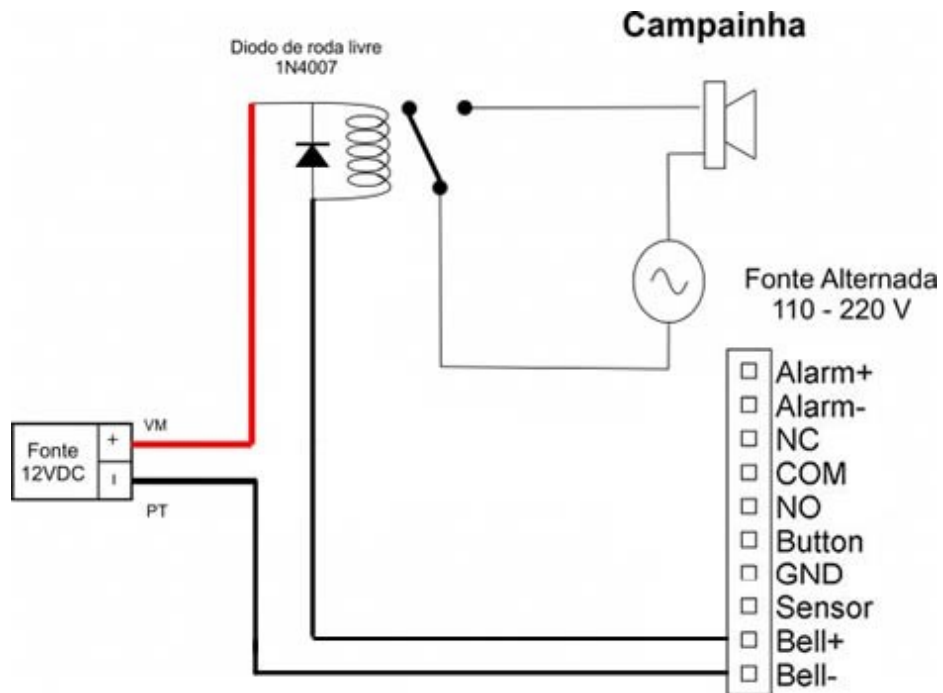 Campainha
Diodo de roda livre
1N4007
Fonte Alternada
110 - 220 V
Alarm+
Alarm-
NC
COM
NO
Button
GND
Sensor
Bell+
Bell-
VM
Fonte
12VDC
+
I
PT